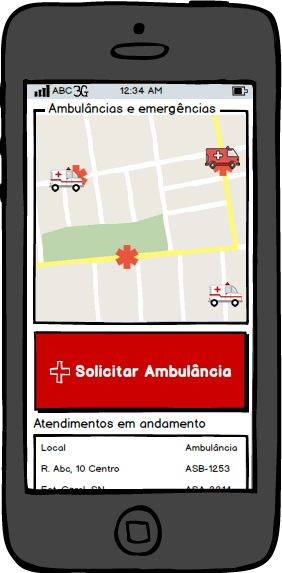 ABC 3G 12:34 AM
Ambulâncias e emergências
Solicitar Ambulância
Atendimentos em andamento
Local Ambulância
R. Abc, 10 Centro ASB-1253